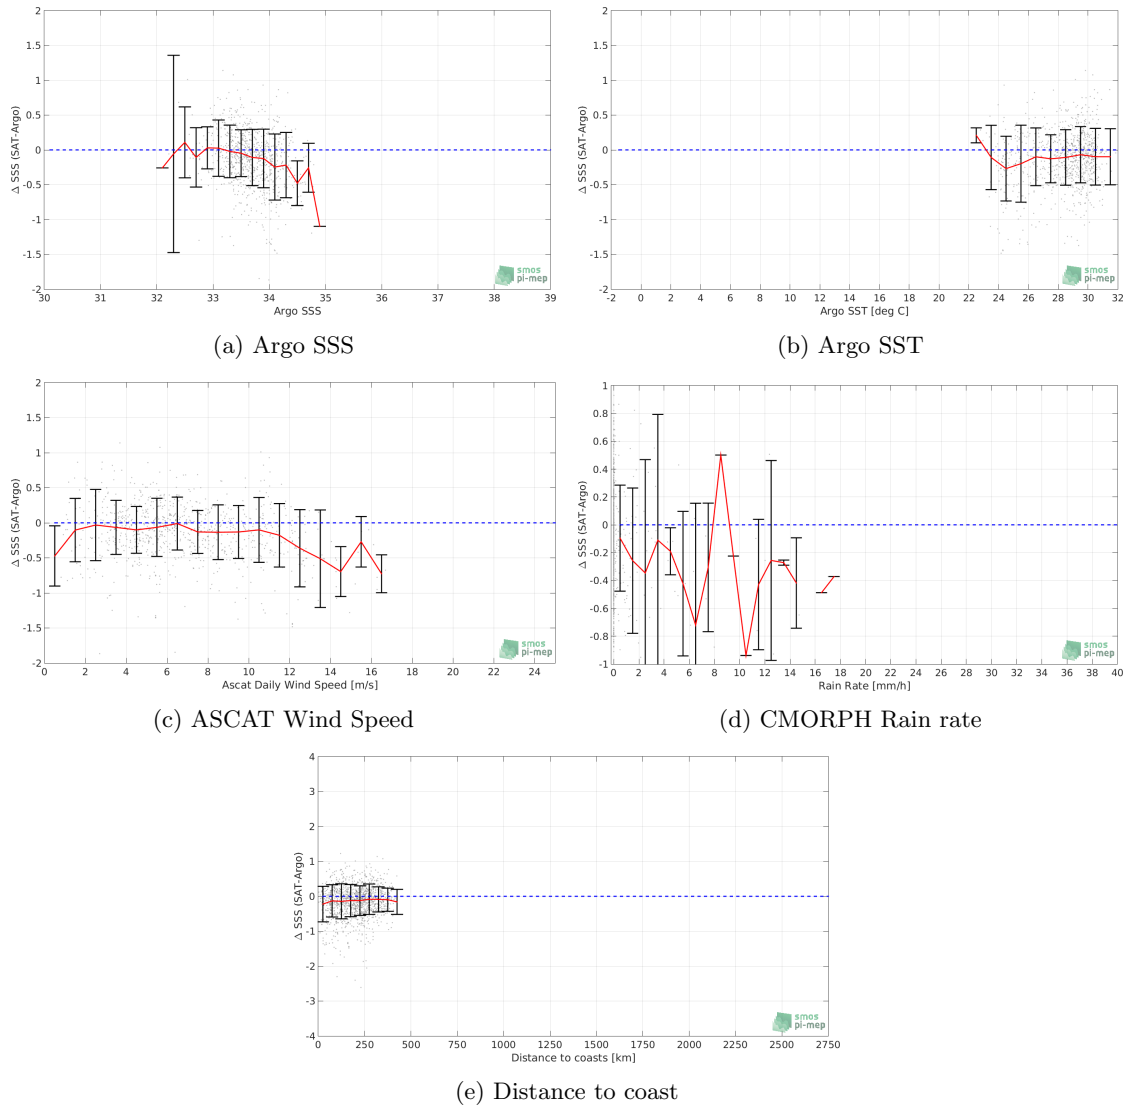 2
1.5
1
0.5
0
-0.5
-1
-1.5
-2
Δ SSS (SAT-Argo)
30 31 32 33 34 35 36 37 38 39
Argo SSS
smos
pi-mep
(a) Argo SSS
2
1.5
1
0.5
0
-0.5
-1
-1.5
-2
Δ SSS (SAT-Argo)
-2 0 2 4 6 8 10 12 14 16 18 20 22 24 26 28 30 32
Argo SST [deg C]
smos
pi-mep
(b) Argo SST
2
1.5
1
0.5
0
-0.5
-1
-1.5
-2
Δ SSS (SAT-Argo)
0 2 4 6 8 10 12 14 16 18 20 22 24
Ascat Daily Wind Speed [m/s]
smos
pi-mep
(c) ASCAT Wind Speed
1
0.8
0.6
0.4
0.2
0
-0.2
-0.4
-0.6
-0.8
-1
Δ SSS (SAT-Argo)
0 2 4 6 8 10 12 14 16 18 20 22 24 26 28 30 32 34 36 38 40
Rain Rate [mm/h]
smos
pi-mep
(d) CMORPH Rain rate
4
3
2
1
0
-1
-2
-3
-4
Δ SSS (SAT-Argo)
0 250 500 750 1000 1250 1500 1750 2000 2250 2500 2750
Distance to coasts [km]
smos
pi-mep
(e) Distance to coast